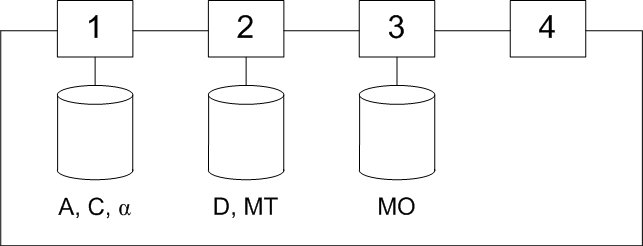 1 2 3 4
A, C, α D, MT MO